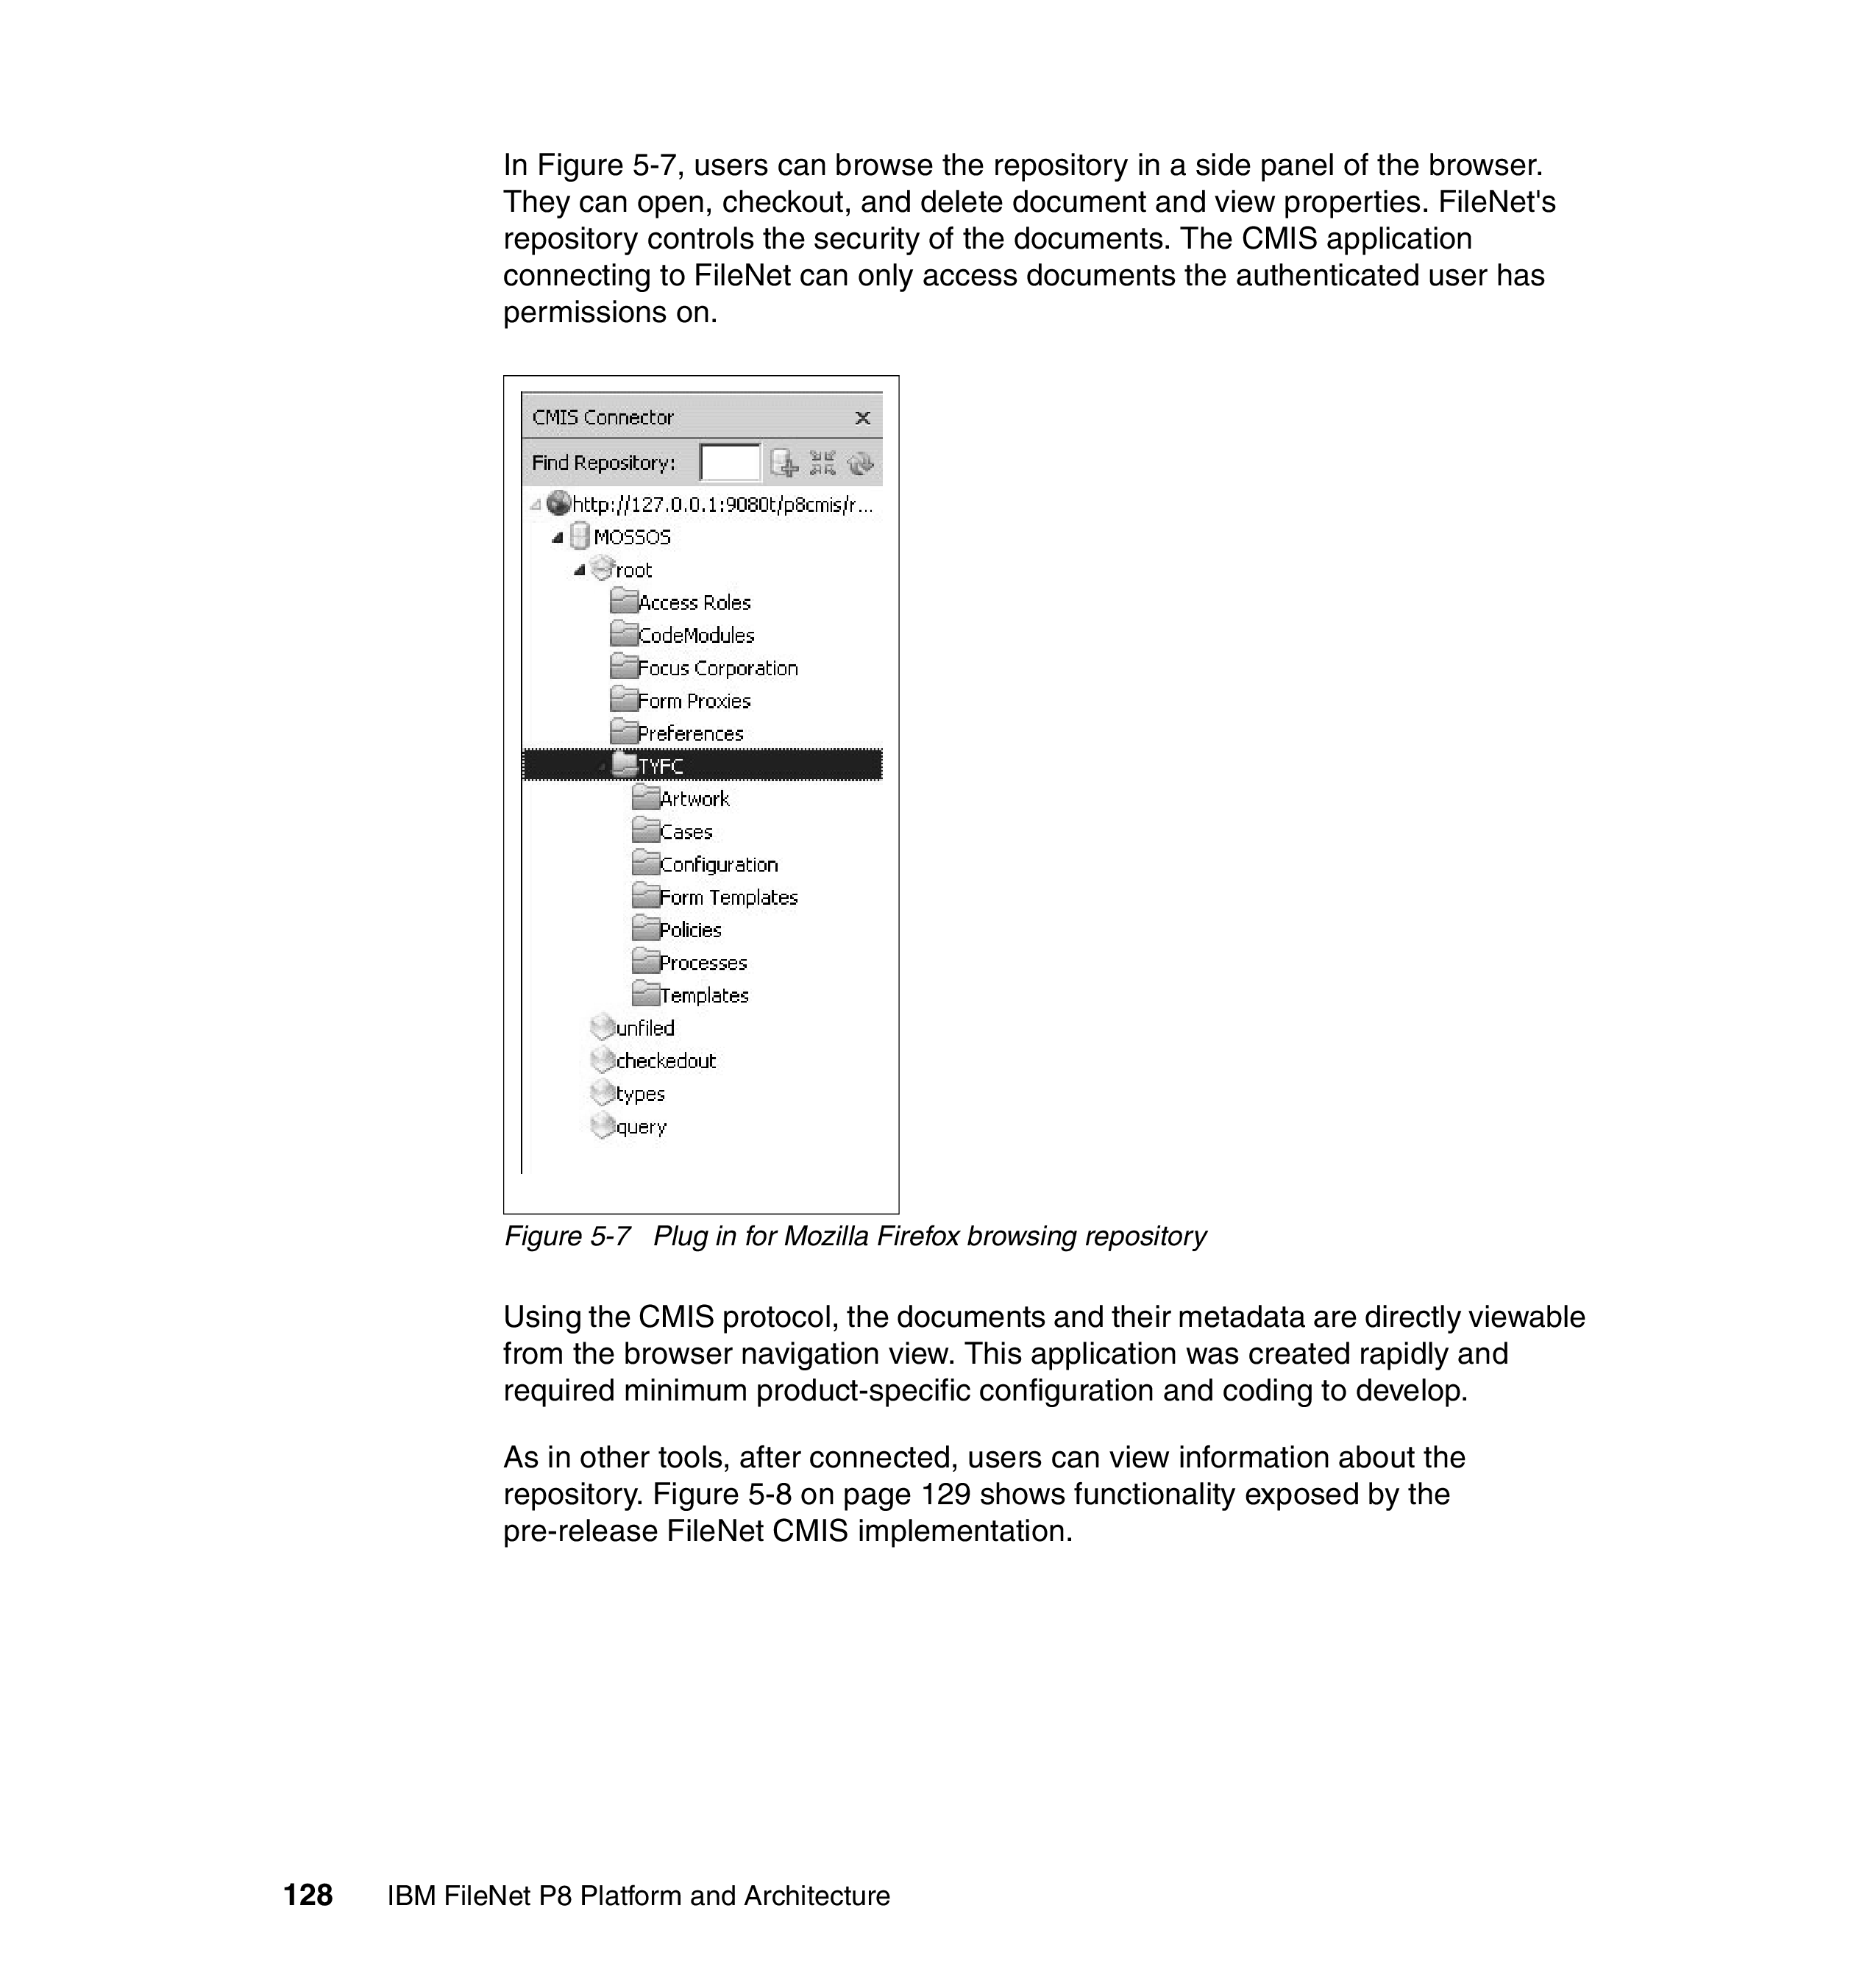 In Figure 5-7, users can browse the repository in a side panel of the browser.
They can open, checkout, and delete document and view properties. FileNet's
repository controls the security of the documents. The CMIS application
connecting to FileNet can only access documents the authenticated user has
permissions on.
CMIS Connector
Find Repository:
http://127.0.0.1:9080t/p8cmis/r...
MOSSOS
root
Access Roles
CodeModules
Focus Corporation
Form Proxies
Preferences
TYFC
Artwork
Cases
Configuration
Form Templates
Policies
Processes
Templates
unfiled
checkedout
types
query
Figure 5-7   Plug in for Mozilla Firefox browsing repository
Using the CMIS protocol, the documents and their metadata are directly viewable
from the browser navigation view. This application was created rapidly and
required minimum product-specific configuration and coding to develop.
As in other tools, after connected, users can view information about the
repository. Figure 5-8 on page 129 shows functionality exposed by the
pre-release FileNet CMIS implementation.
128   IBM FileNet P8 Platform and Architecture